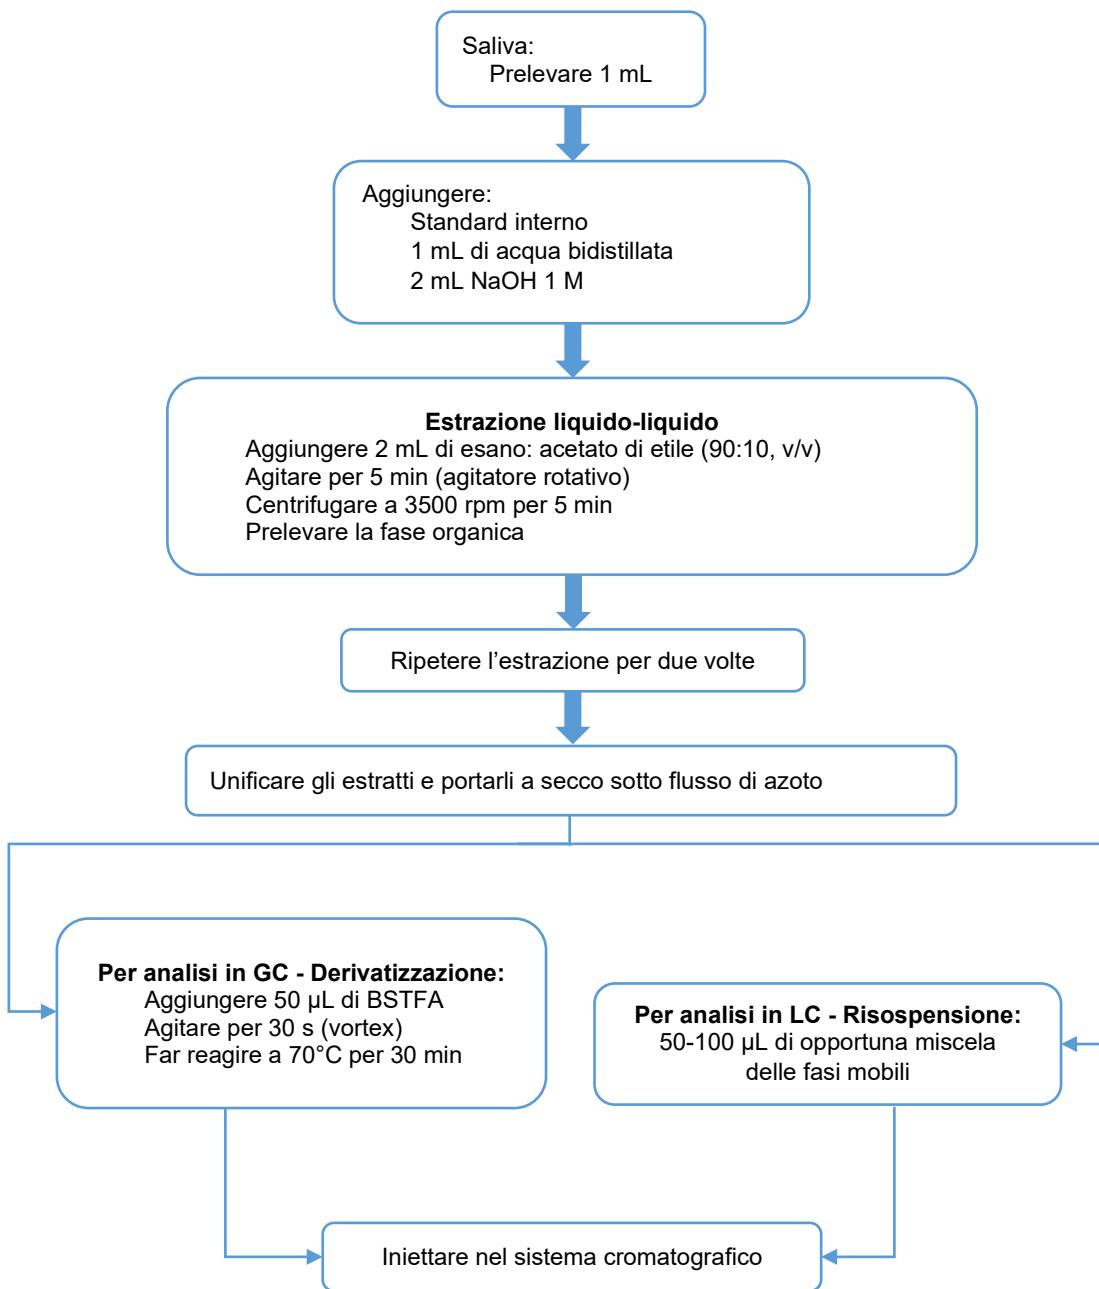 Saliva:
Prelevare 1 mL
Aggiungere:
Standard interno
1 mL di acqua bidistillata
2 mL NaOH 1 M
Estrazione liquido-liquido
Aggiungere 2 mL di esano: acetato di etile (90:10, v/v)
Agitare per 5 min (agitatore rotativo)
Centrifugare a 3500 rpm per 5 min
Prelevare la fase organica
Ripetere l’estrazione per due volte
Unificare gli estratti e portarli a secco sotto flusso di azoto
Per analisi in GC - Derivatizzazione:
Aggiungere 50 µL di BSTFA
Agitare per 30 s (vortex)
Far reagire a 70°C per 30 min
Per analisi in LC - Risospensione:
50-100 µL di opportuna miscela
delle fasi mobili
Iniettare nel sistema cromatografico